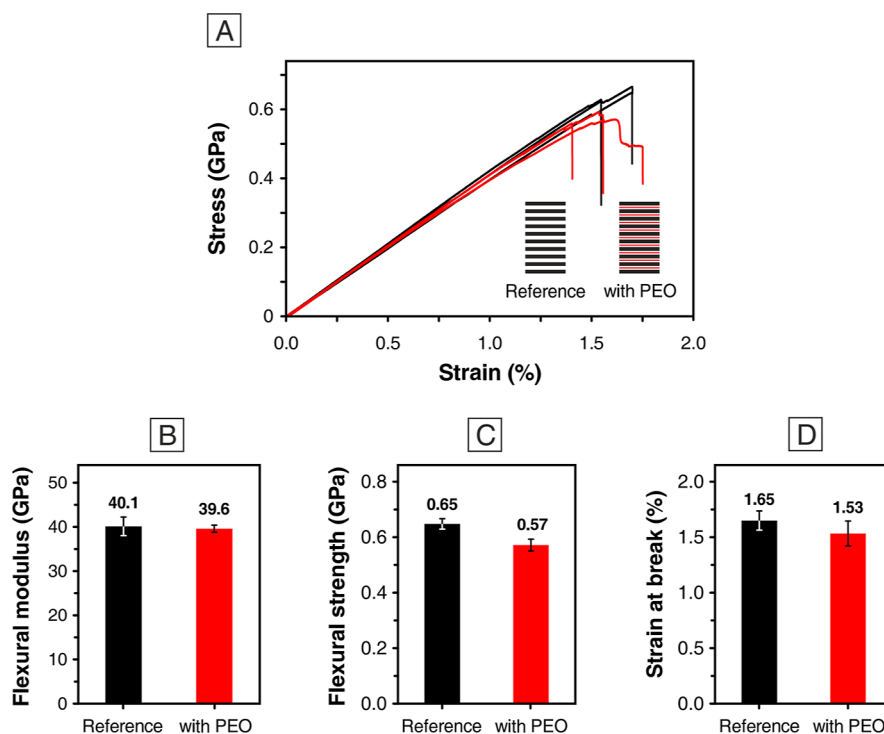 A
Stress (GPa)
0.6
0.4
0.2
0
Reference
with PEO
0.0
0.5
1.0
1.5
2.0
Strain (%)
B
Flexural modulus (GPa)
50
40
30
20
10
0
40.1
39.6
Reference
with PEO
C
Flexural strength (GPa)
0.8
0.6
0.4
0.2
0.0
0.65
0.57
Reference
with PEO
D
Strain at break (%)
2.0
1.5
1.0
0.5
0.0
1.65
1.53
Reference
with PEO